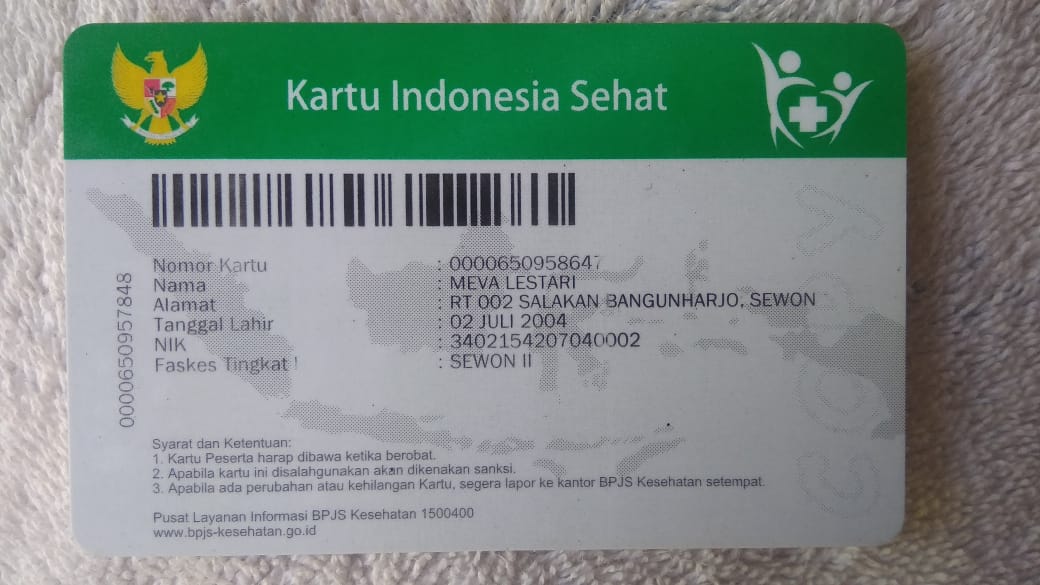 Kartu Indonesia Sehat
Nomor Kartu : 0000650958647
Nama : MEVA LESTARI
Alamat : RT 002 SALAKAN BANGUNHARJO, SEWON
Tanggal Lahir : 02 JULI 2004
NIK : 3402154207040002
Faskes Tingkat I : SEWON II
0000650957848
Syarat dan Ketentuan:
1. Kartu Peserta harap dibawa ketika berobat.
2. Apabila kartu ini disalahgunakan akan dikenakan sanksi.
3. Apabila ada perubahan atau kehilangan Kartu, segera lapor ke kantor BPJS Kesehatan setempat.
Pusat Layanan Informasi BPJS Kesehatan 1500400
www.bpjs-kesehatan.go.id
COPY